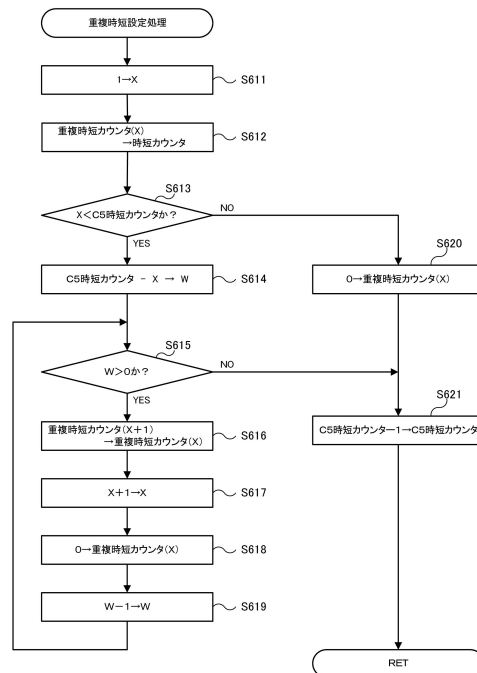 重複時短設定処理
1→X
S611
重複時短カウンタ(X)
→時短カウンタ
S612
S613
X<C5時短カウンタか?
NO
YES
C5時短カウンタ − X → W
S614
S615
W>0か?
NO
YES
重複時短カウンタ(X+1)
→重複時短カウンタ(X)
S616
X+1→X
S617
0→重複時短カウンタ(X)
S618
W−1→W
S619
S620
0→重複時短カウンタ(X)
S621
C5時短カウンタ−1→C5時短カウンタ
RET